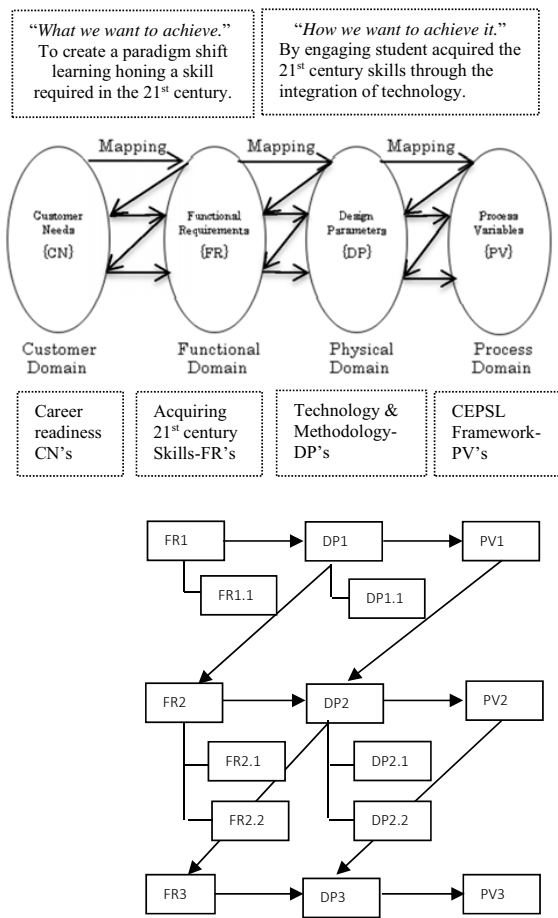 “What we want to achieve.”
To create a paradigm shift
learning honing a skill
required in the 21st century.
“How we want to achieve it.”
By engaging student acquired the
21st century skills through the
integration of technology.
Mapping
Mapping
Mapping
Customer
Needs
{CN}
Functional
Requirements
{FR}
Design
Parameters
{DP}
Process
Variables
{PV}
Customer
Domain
Functional
Domain
Physical
Domain
Process
Domain
Career
readiness
CN’s
Acquiring
21st century
Skills-FR’s
Technology &
Methodology-
DP’s
CEPSL
Framework-
PV’s
FR1
DP1
PV1
FR1.1
DP1.1
FR2
DP2
PV2
FR2.1
DP2.1
FR2.2
DP2.2
FR3
DP3
PV3